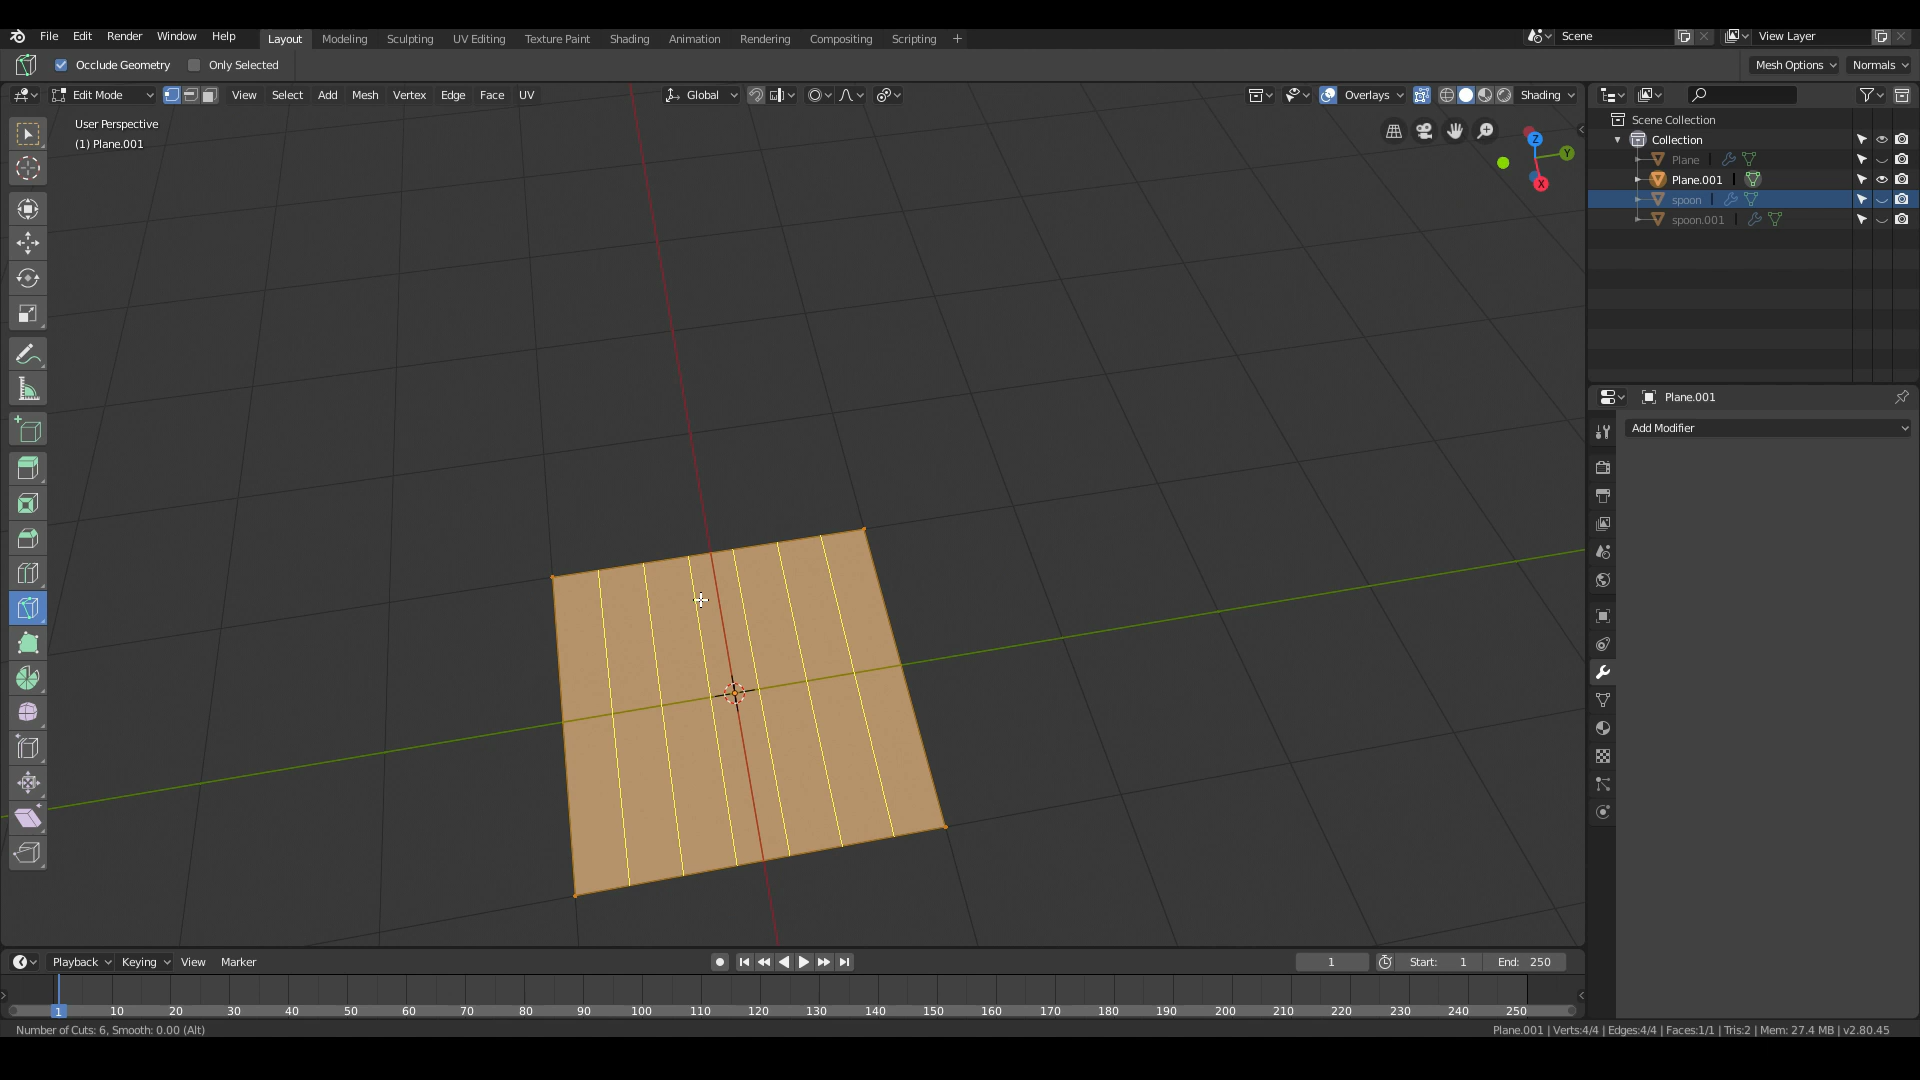 File Edit Render Window Help Layout Modeling Sculpting UV Editing Texture Paint Shading Animation Rendering Compositing Scripting + Scene View Layer
Occlude Geometry Only Selected Mesh Options Normals
Edit Mode View Select Add Mesh Vertex Edge Face UV Global Overlays Shading
User Perspective
(1) Plane.001
Z
Y
X
Scene Collection
Collection
Plane
Plane.001
spoon
spoon.001
Plane.001
Add Modifier
Playback Keying View Marker 1 Start: 1 End: 250
1 10 20 30 40 50 60 70 80 90 100 110 120 130 140 150 160 170 180 190 200 210 220 230 240 250
Number of Cuts: 6, Smooth: 0.00 (Alt) Plane.001 | Verts:4/4 | Edges:4/4 | Faces:1/1 | Tris:2 | Mem: 27.4 MB | v2.80.45